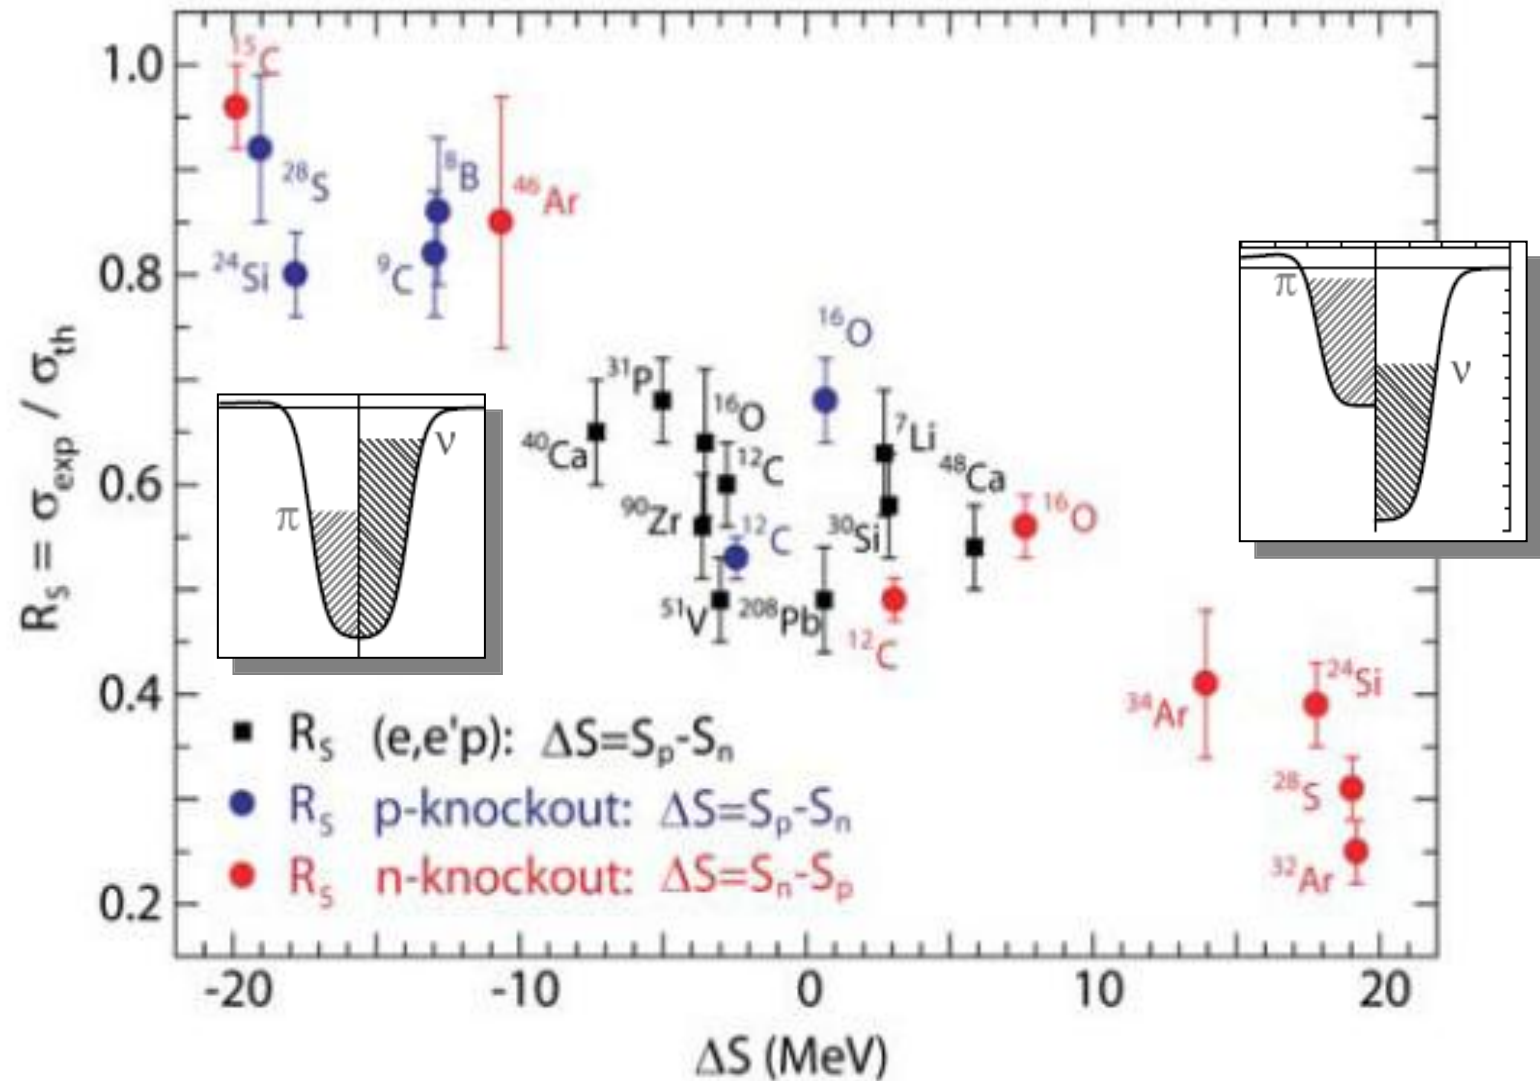 R_S = σ_exp / σ_th
1.0
0.8
0.6
0.4
0.2
¹⁵C
²⁸S
²⁴Si
⁸B
⁹C
⁴⁶Ar
¹⁶O
³¹P
¹⁶O
⁴⁰Ca
¹²C
⁷Li
⁴⁸Ca
⁹⁰Zr
¹²C
³⁰Si
¹⁶O
⁵¹V
²⁰⁸Pb
¹²C
³⁴Ar
²⁴Si
²⁸S
³²Ar
π
ν
π
ν
R_S (e,e'p): ΔS=S_p-S_n
R_S p-knockout: ΔS=S_p-S_n
R_S n-knockout: ΔS=S_n-S_p
-20 -10 0 10 20
ΔS (MeV)